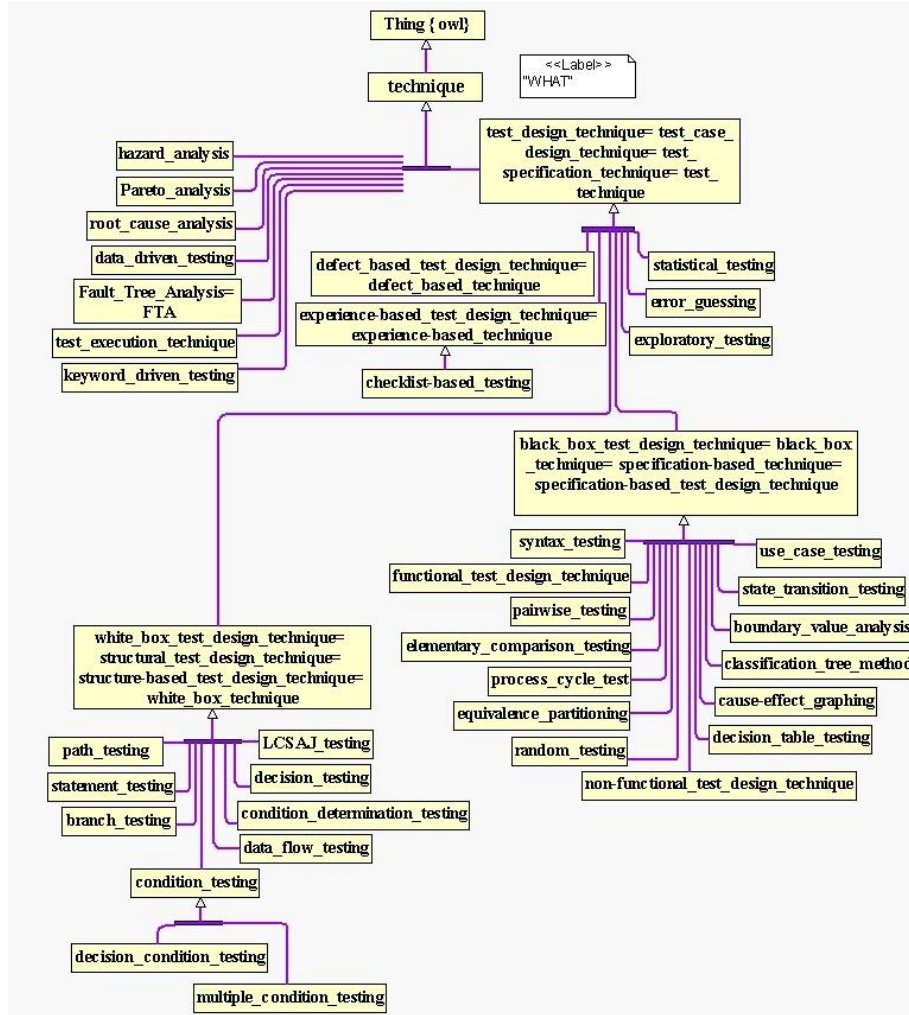 Thing { owl}
technique
<<Label>>
"WHAT"
test_design_technique= test_case_
design_technique= test_
specification_technique= test_
technique
hazard_analysis
Pareto_analysis
root_cause_analysis
data_driven_testing
Fault_Tree_Analysis=
FTA
test_execution_technique
keyword_driven_testing
defect_based_test_design_technique=
defect_based_technique
experience-based_test_design_technique=
experience-based_technique
checklist-based_testing
statistical_testing
error_guessing
exploratory_testing
black_box_test_design_technique= black_box
_technique= specification-based_technique=
specification-based_test_design_technique
syntax_testing
functional_test_design_technique
pairwise_testing
elementary_comparison_testing
process_cycle_test
equivalence_partitioning
random_testing
use_case_testing
state_transition_testing
boundary_value_analysis
classification_tree_method
cause-effect_graphing
decision_table_testing
non-functional_test_design_technique
white_box_test_design_technique=
structural_test_design_technique=
structure-based_test_design_technique=
white_box_technique
path_testing
statement_testing
branch_testing
LCSAJ_testing
decision_testing
condition_determination_testing
data_flow_testing
condition_testing
decision_condition_testing
multiple_condition_testing